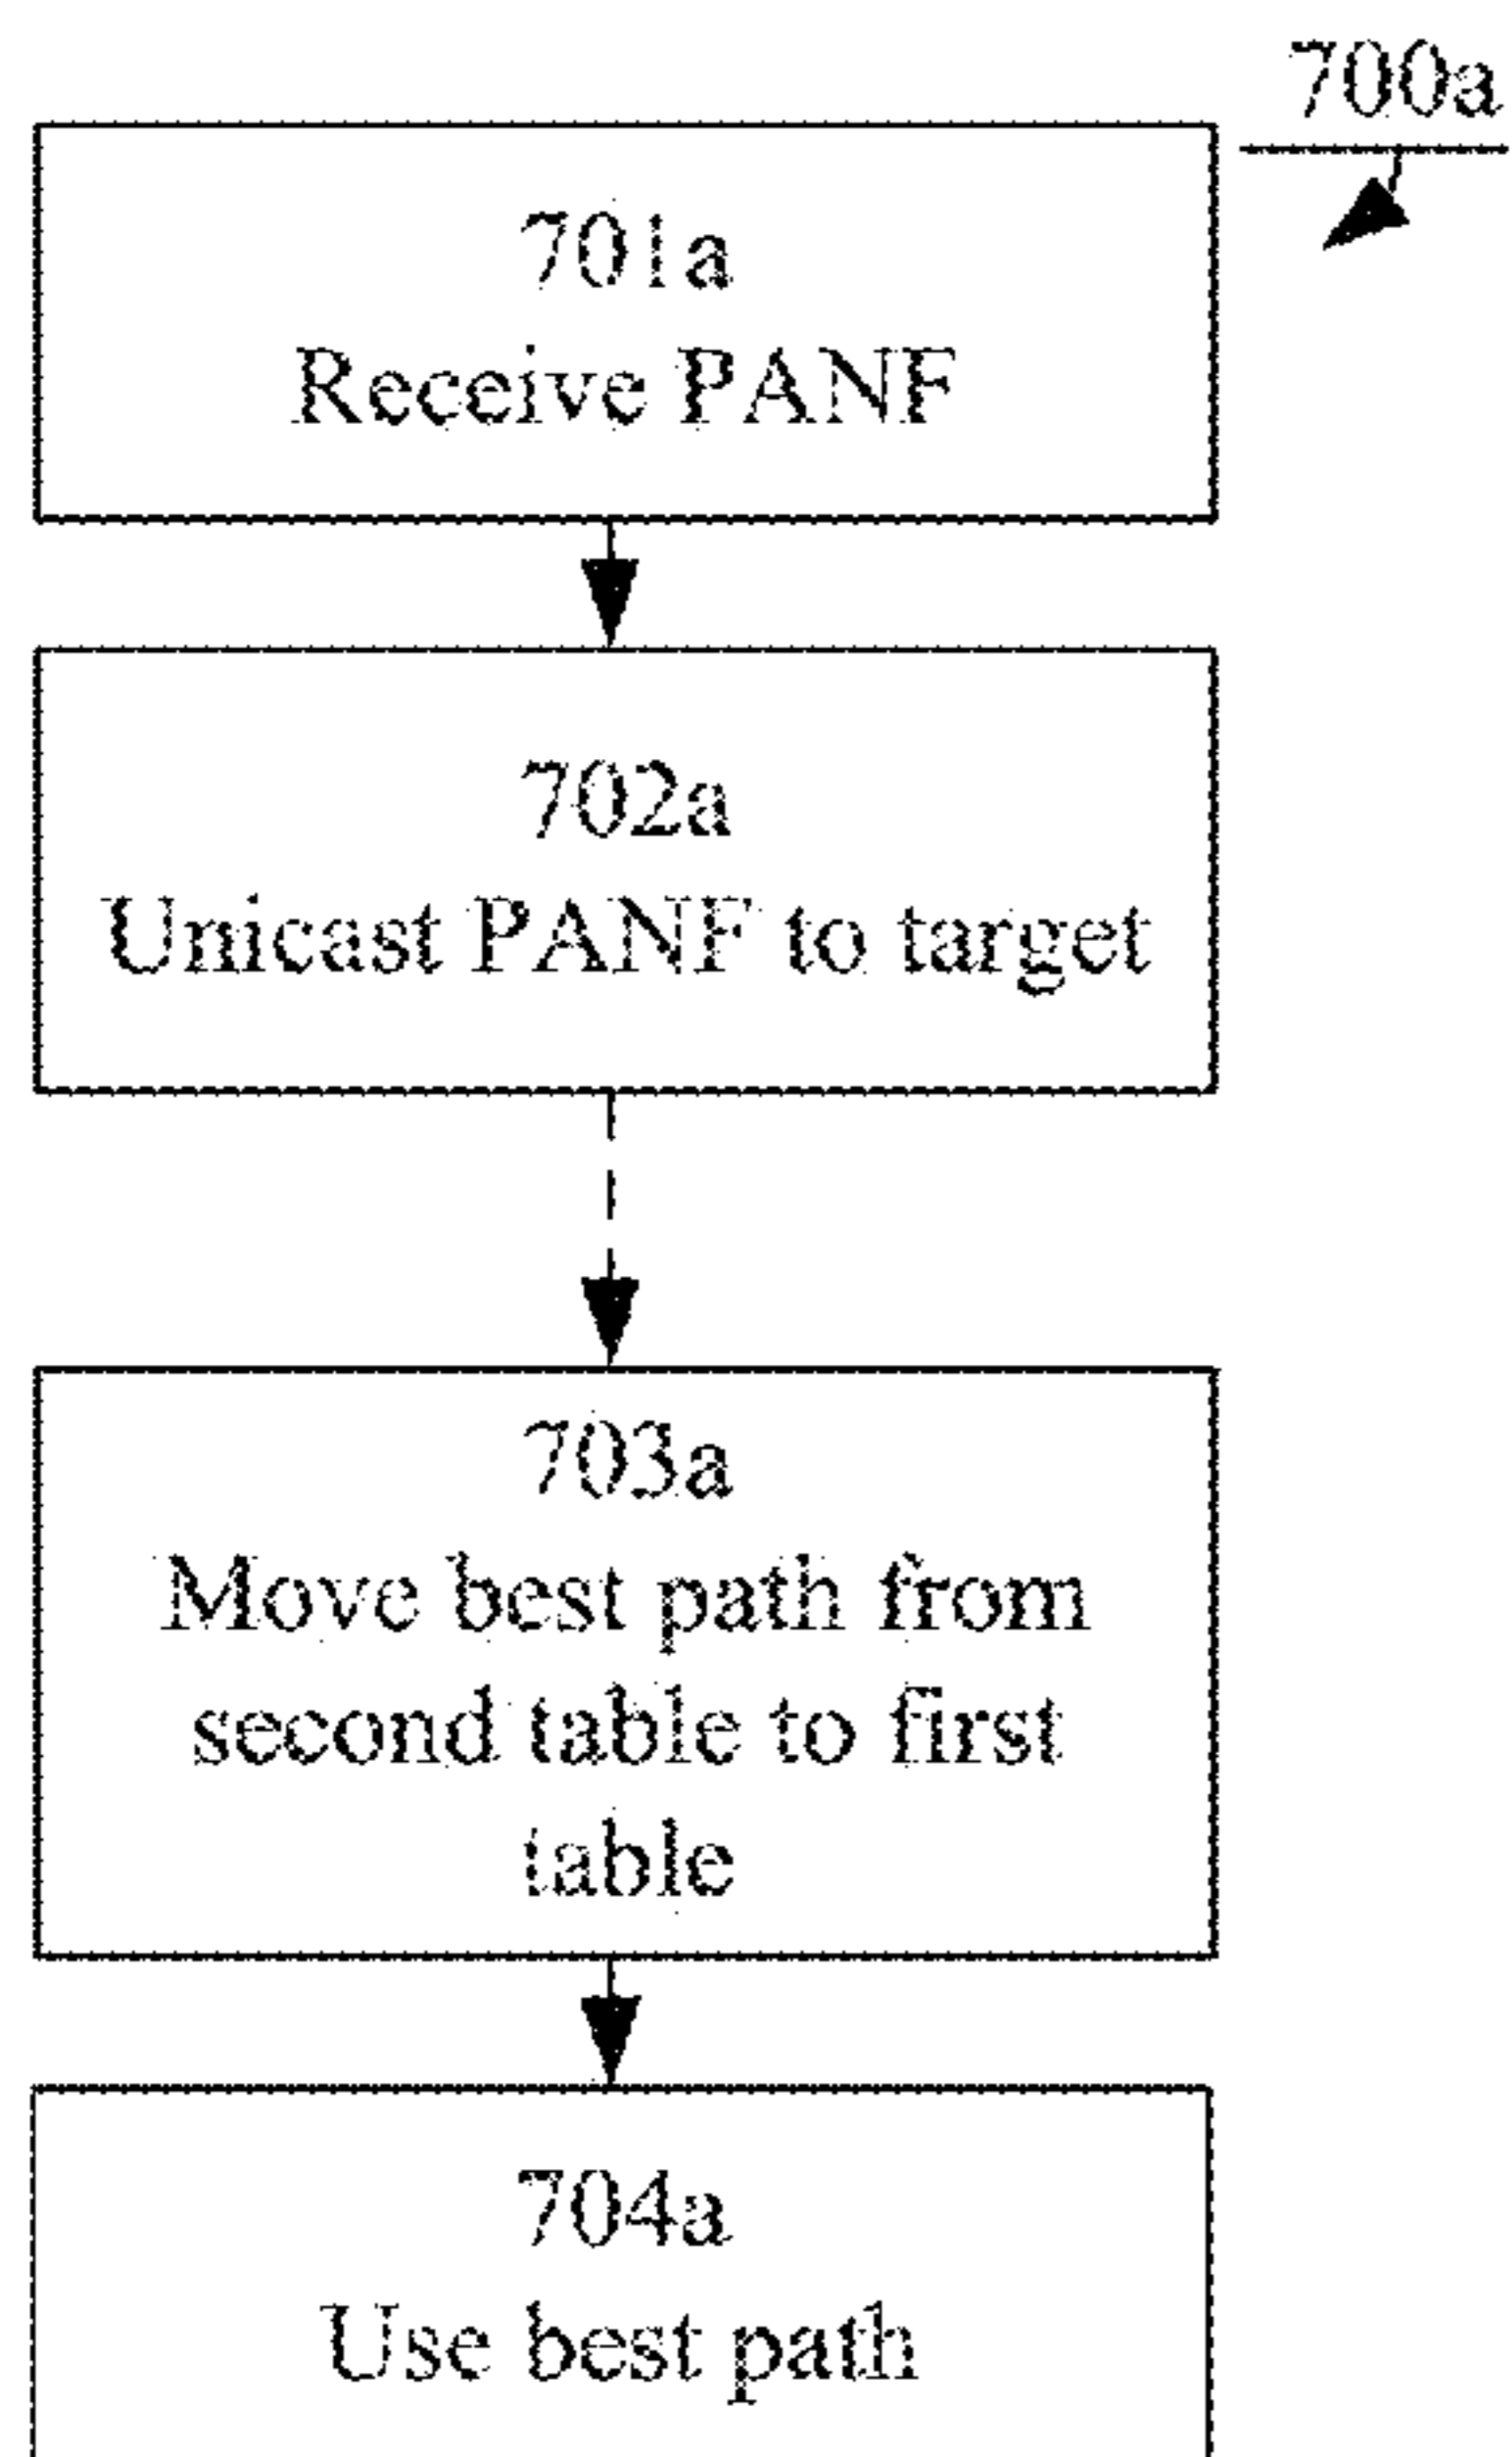 700a
701a
Receive PANF
702a
Unicast PANF to target
703a
Move best path from
second table to first
table
704a
Use best path